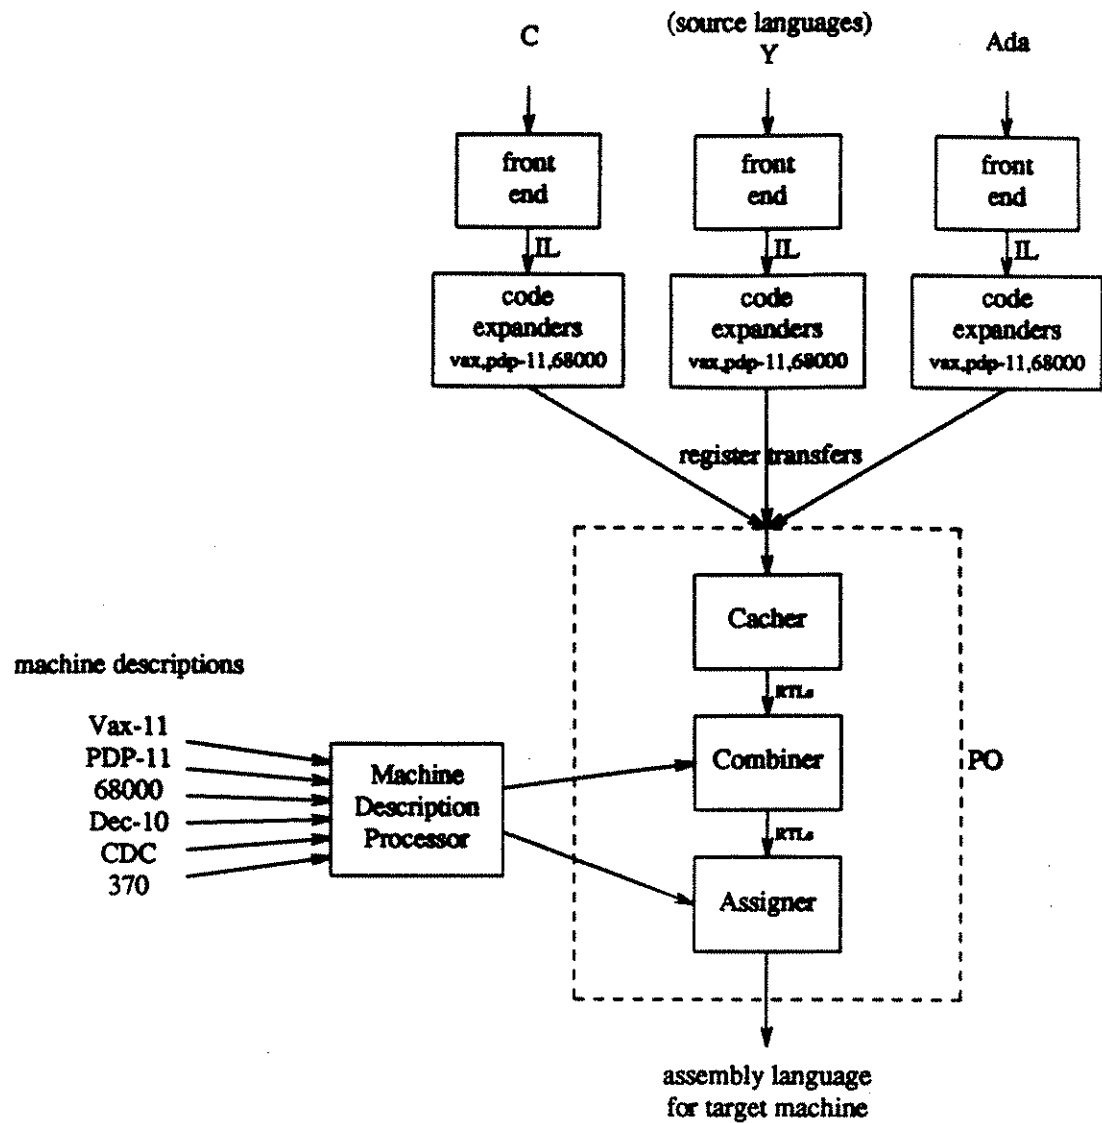 (source languages)
C
Y
Ada
front
end
front
end
front
end
IL
IL
IL
code
expanders
vax,pdp-11,68000
code
expanders
vax,pdp-11,68000
code
expanders
vax,pdp-11,68000
register transfers
Cacher
RTLs
machine descriptions
Vax-11
PDP-11
68000
Dec-10
CDC
370
Machine
Description
Processor
Combiner
PO
RTLs
Assigner
assembly language
for target machine